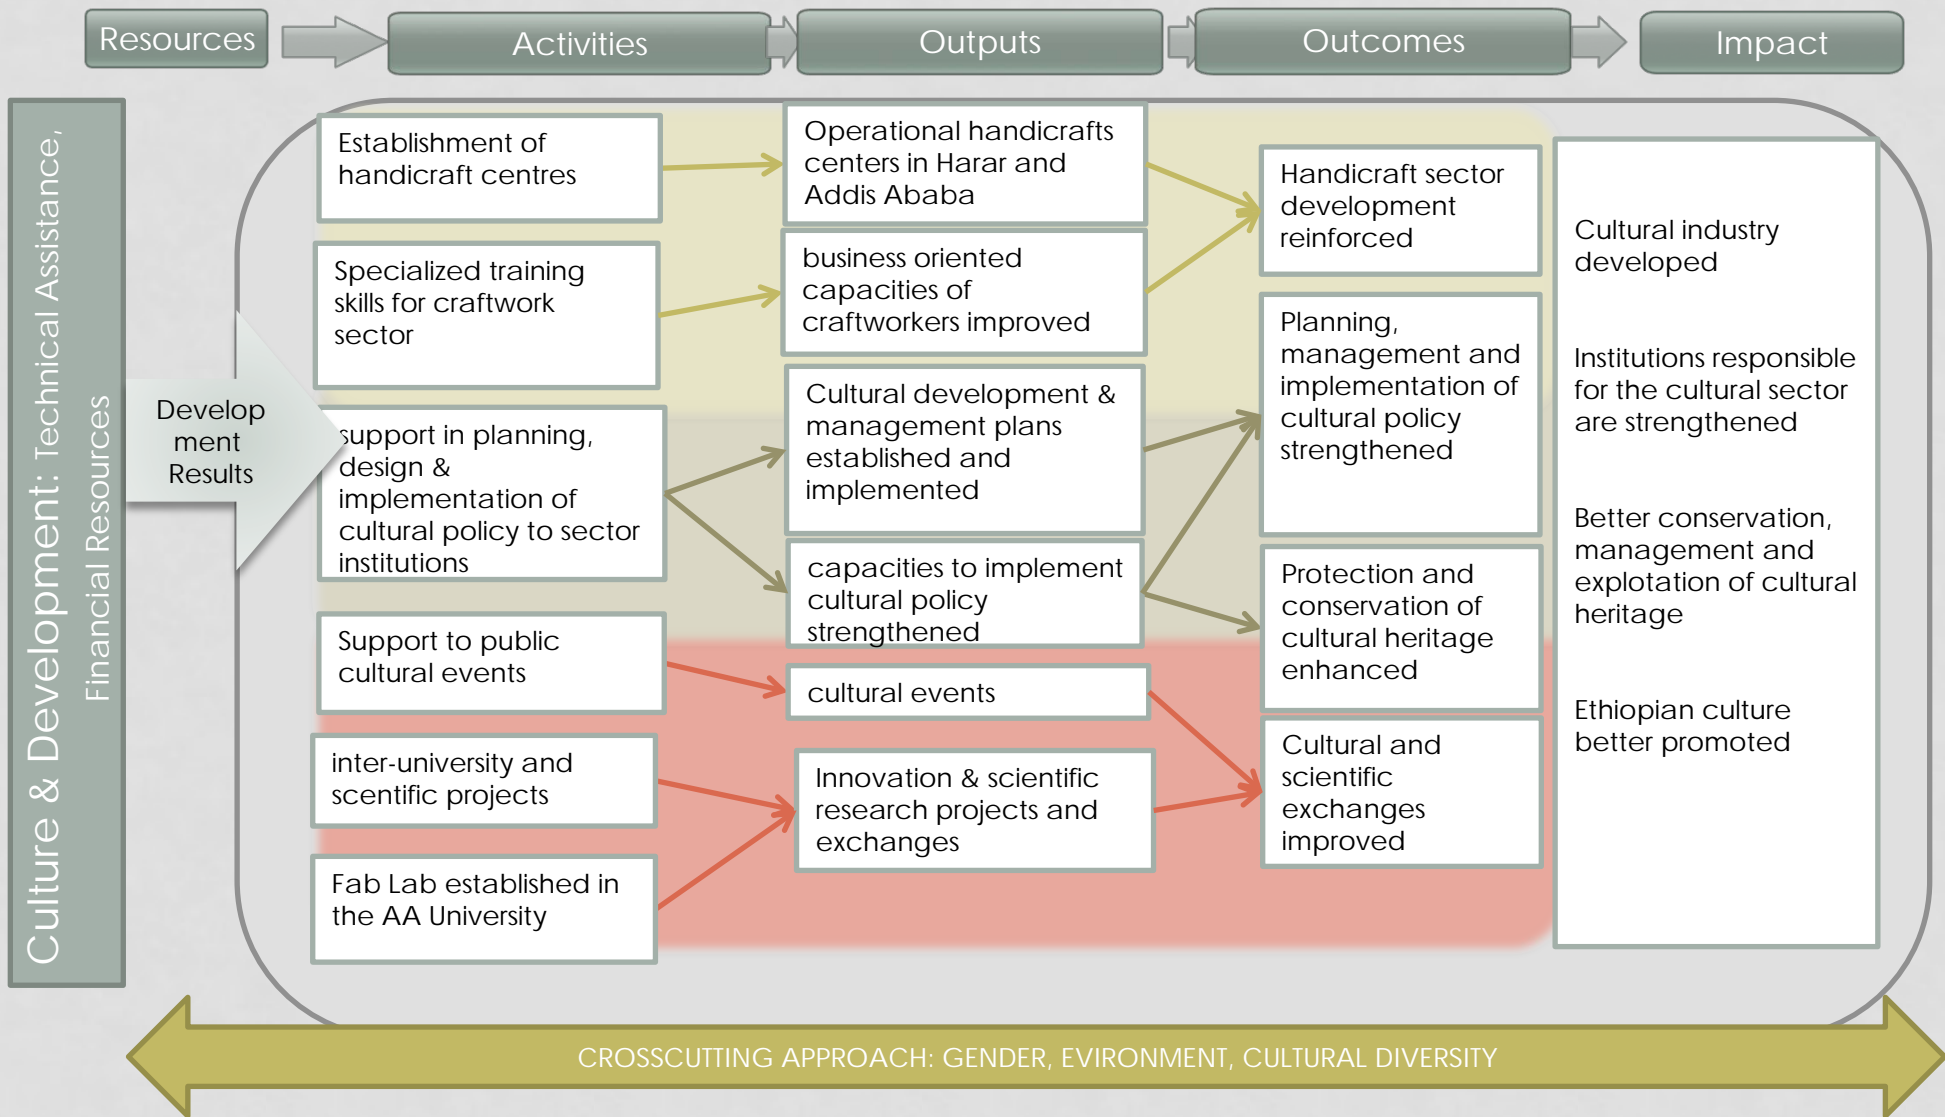 Resources
Activities
Outputs
Outcomes
Impact
Culture & Development: Technical Assistance,
Financial Resources
Develop
ment
Results
Establishment of
handicraft centres
Specialized training
skills for craftwork
sector
support in planning,
design &
implementation of
cultural policy to sector
institutions
Support to public
cultural events
inter-university and
scentific projects
Fab Lab established in
the AA University
Operational handicrafts
centers in Harar and
Addis Ababa
business oriented
capacities of
craftworkers improved
Cultural development &
management plans
established and
implemented
capacities to implement
cultural policy
strengthened
cultural events
Innovation & scientific
research projects and
exchanges
Handicraft sector
development
reinforced
Planning,
management and
implementation of
cultural policy
strengthened
Protection and
conservation of
cultural heritage
enhanced
Cultural and
scientific
exchanges
improved
Cultural industry
developed
Institutions responsible
for the cultural sector
are strengthened
Better conservation,
management and
explotation of cultural
heritage
Ethiopian culture
better promoted
CROSSCUTTING APPROACH: GENDER, EVIRONMENT, CULTURAL DIVERSITY